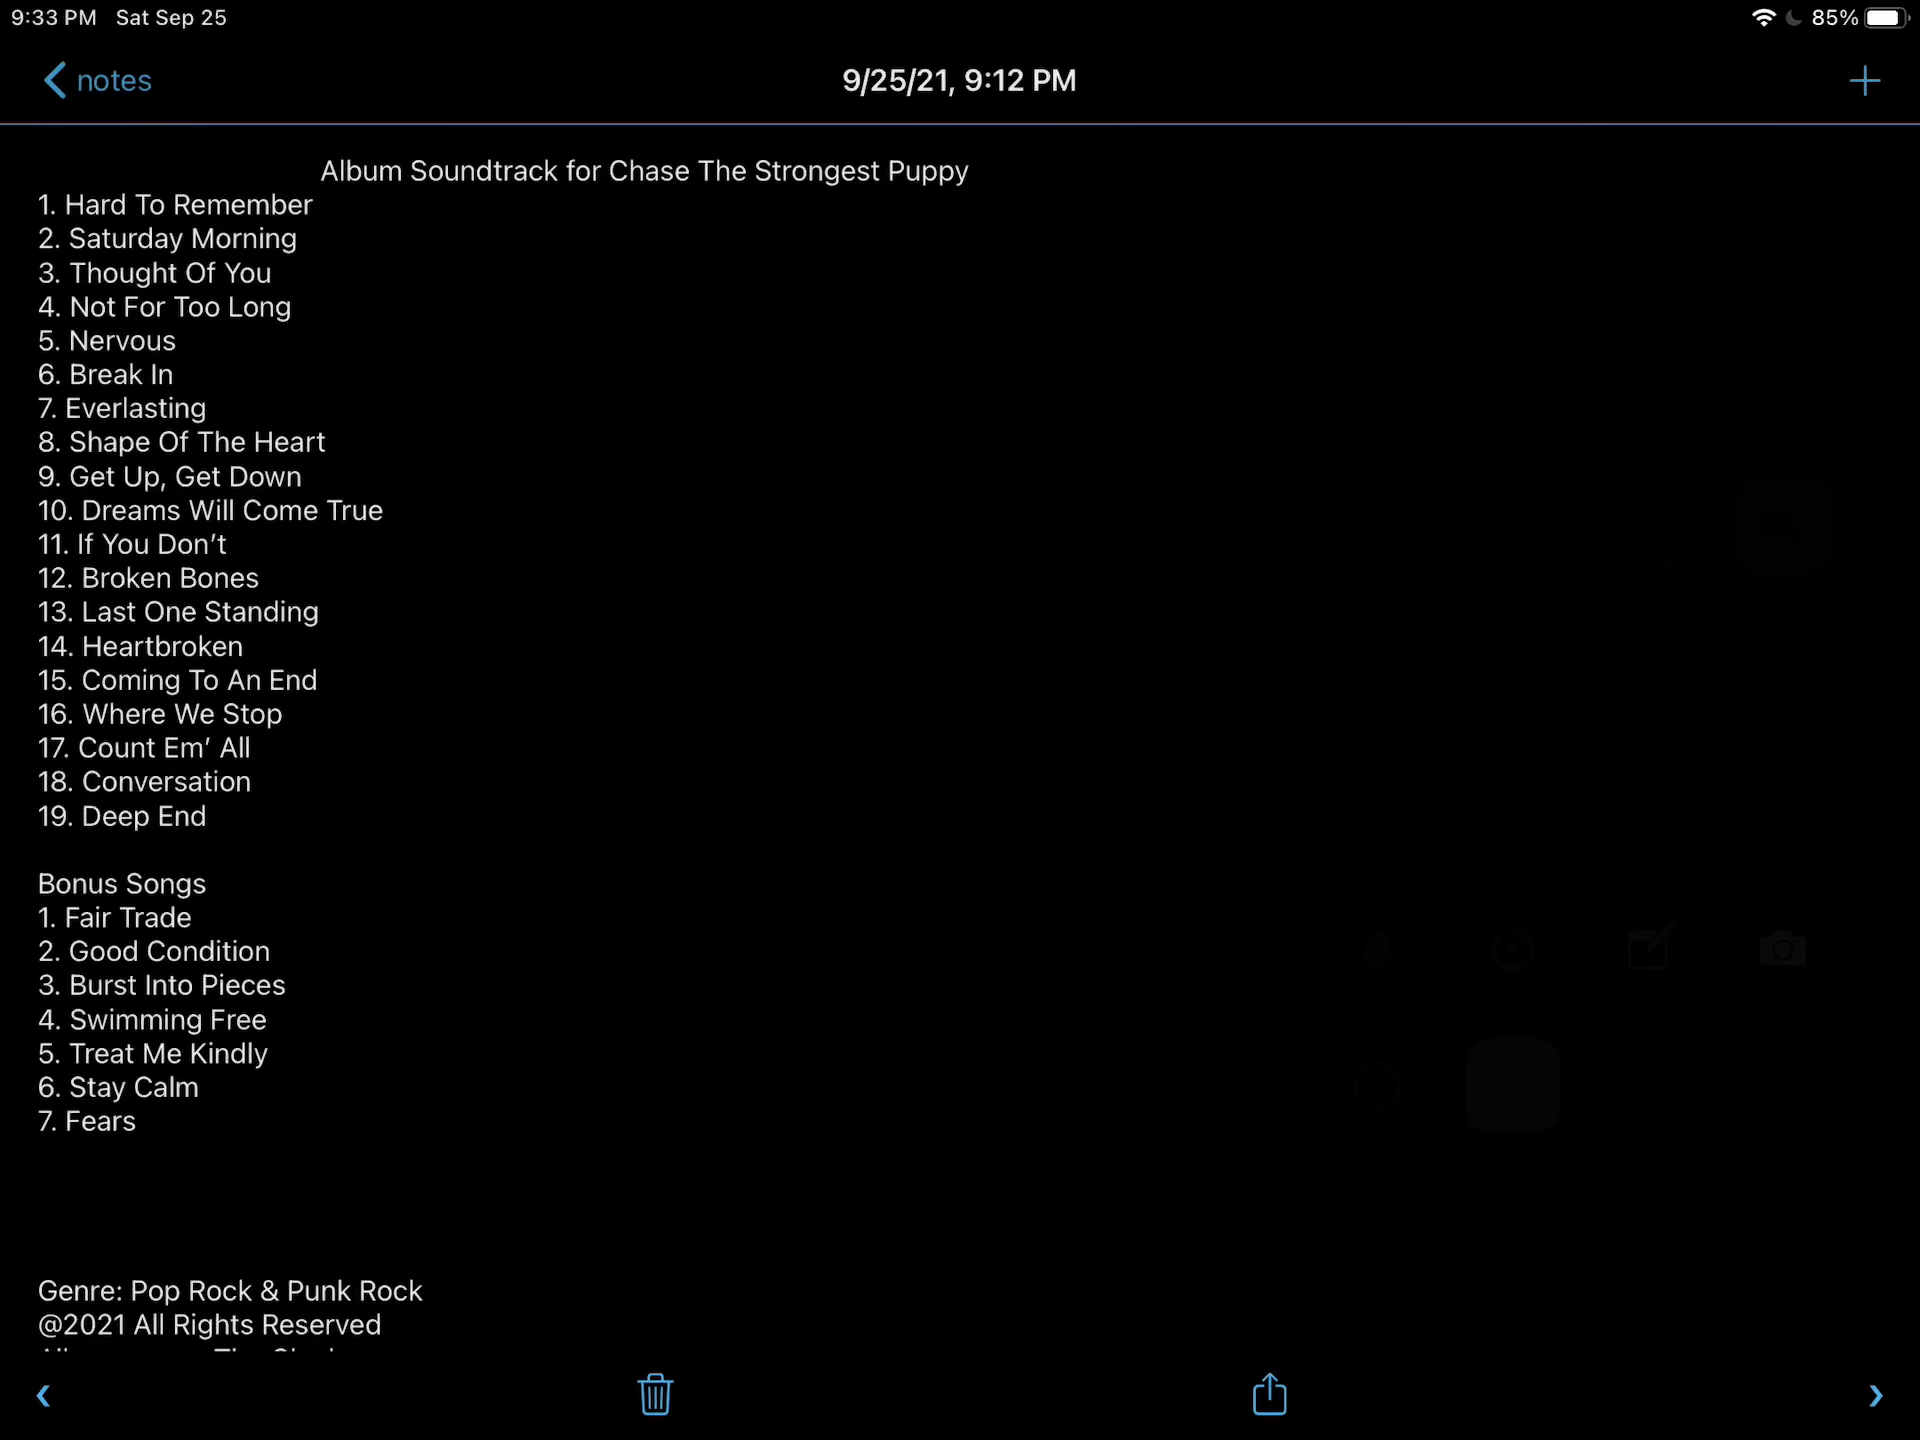 9:33 PM Sat Sep 25
85%
notes
9/25/21, 9:12 PM
Album Soundtrack for Chase The Strongest Puppy
1. Hard To Remember
2. Saturday Morning
3. Thought Of You
4. Not For Too Long
5. Nervous
6. Break In
7. Everlasting
8. Shape Of The Heart
9. Get Up, Get Down
10. Dreams Will Come True
11. If You Don’t
12. Broken Bones
13. Last One Standing
14. Heartbroken
15. Coming To An End
16. Where We Stop
17. Count Em’ All
18. Conversation
19. Deep End
Bonus Songs
1. Fair Trade
2. Good Condition
3. Burst Into Pieces
4. Swimming Free
5. Treat Me Kindly
6. Stay Calm
7. Fears
Genre: Pop Rock & Punk Rock
@2021 All Rights Reserved